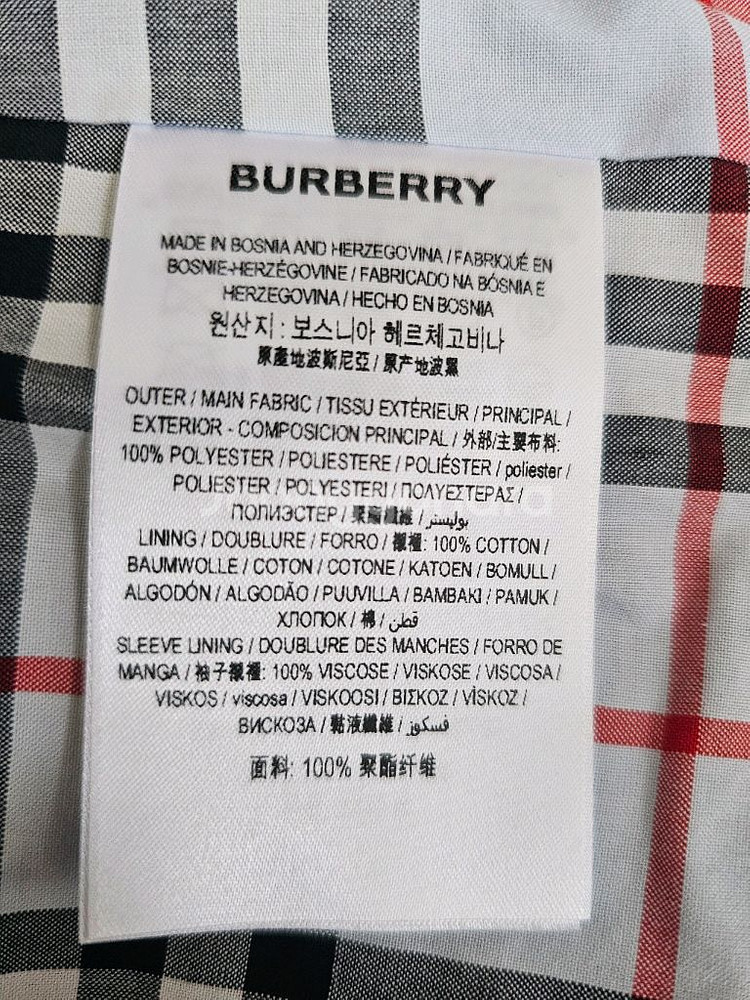 BURBERRY
MADE IN BOSNIA AND HERZEGOVINA / FABRIQUÉ EN
BOSNIE-HERZÉGOVINE / FABRICADO NA BÓSNIA E
HERZEGOVINA / HECHO EN BOSNIA
원산지 : 보스니아 헤르체고비나
原產地波斯尼亞 / 原产地波黑
OUTER / MAIN FABRIC / TISSU EXTÉRIEUR / PRINCIPAL /
EXTERIOR - COMPOSICION PRINCIPAL / 外部/主要布料:
100% POLYESTER / POLIESTERE / POLIÉSTER / poliester /
POLIESTER / POLYESTERI / ΠΟΛΥΕΣΤΕΡΑΣ /
ПОЛИЭСТЕР / 聚酯纖維 / بوليستر
LINING / DOUBLURE / FORRO / 襯裡: 100% COTTON /
BAUMWOLLE / COTON / COTONE / KATOEN / BOMULL /
ALGODÓN / ALGODÃO / PUUVILLA / BAMBAKI / PAMUK /
ХЛОПОК / 棉 / قطن
SLEEVE LINING / DOUBLURE DES MANCHES / FORRO DE
MANGA / 袖子襯裡: 100% VISCOSE / VISKOSE / VISCOSA /
VISKOS / viscosa / VISKOOSI / ΒΙΣΚΟΖ / VİSKOZ /
ВИСКОЗА / 黏液纖維 / فسكوز
面料: 100% 聚酯纤维